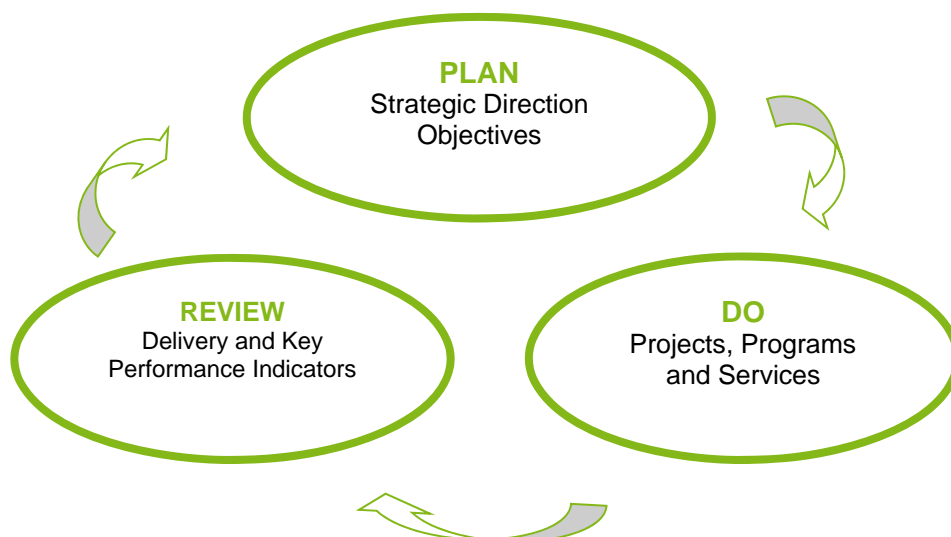 PLAN
Strategic Direction
Objectives
REVIEW
Delivery and Key
Performance Indicators
DO
Projects, Programs
and Services